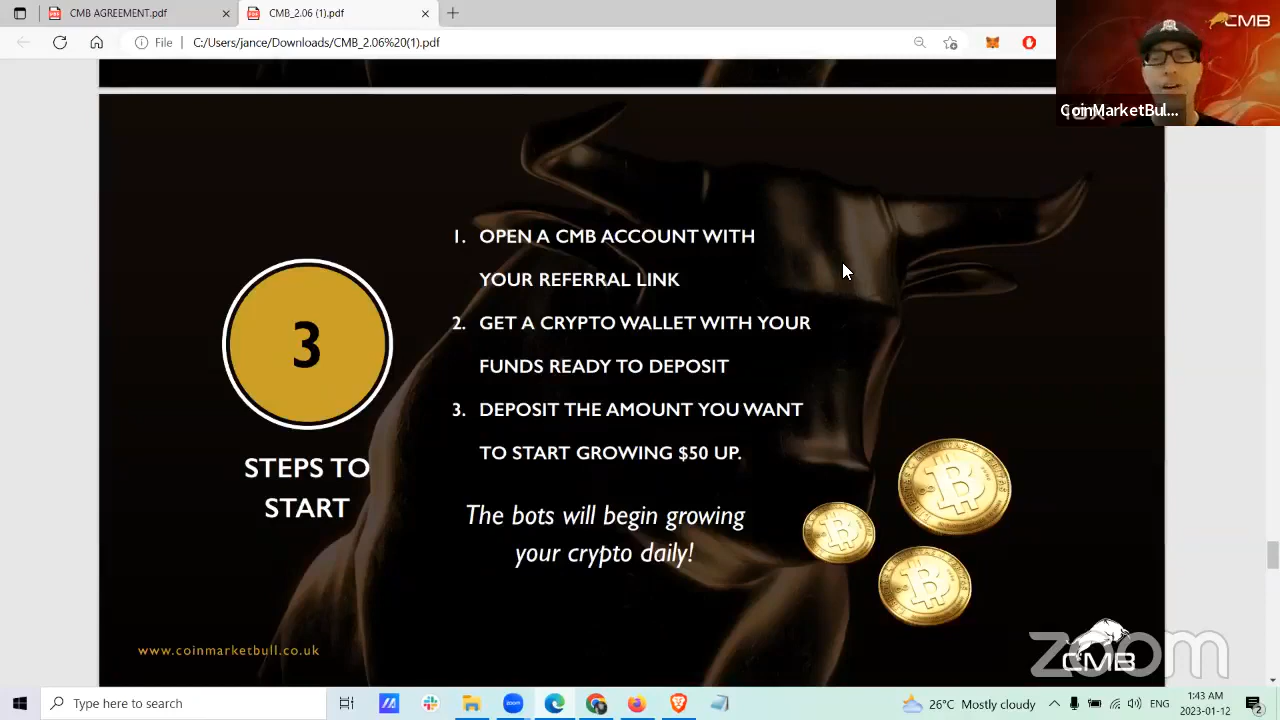 CMB AGREEMENT.pdf
CMB_2.06 (1).pdf
File
C:/Users/jance/Downloads/CMB_2.06%20(1).pdf
CMB
CoinMarketBul...
3
STEPS TO
START
1. OPEN A CMB ACCOUNT WITH
YOUR REFERRAL LINK
2. GET A CRYPTO WALLET WITH YOUR
FUNDS READY TO DEPOSIT
3. DEPOSIT THE AMOUNT YOU WANT
TO START GROWING $50 UP.
The bots will begin growing
your crypto daily!
www.coinmarketbull.co.uk
CMB
zoom
Type here to search
26°C Mostly cloudy
ENG
1:43 AM
2023-01-12
2